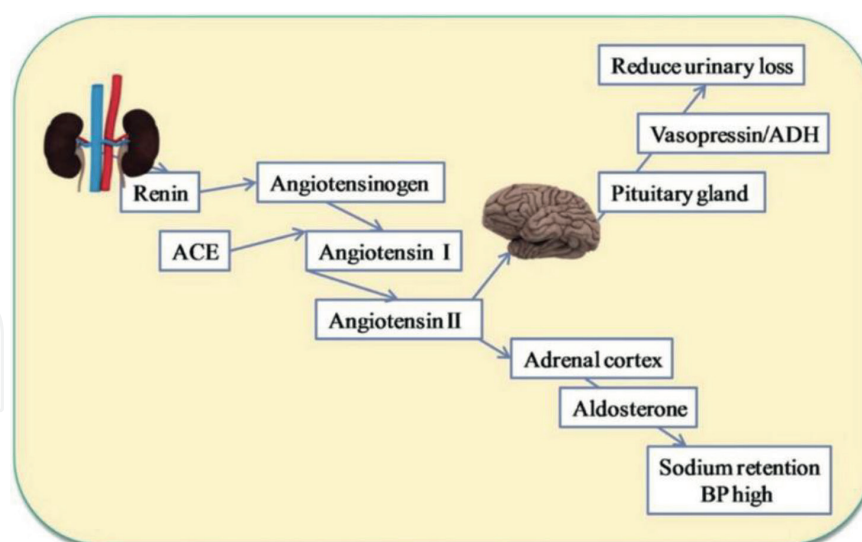 Reduce urinary loss
Vasopressin/ADH
Pituitary gland
Renin
Angiotensinogen
ACE
Angiotensin I
Angiotensin II
Adrenal cortex
Aldosterone
Sodium retention
BP high